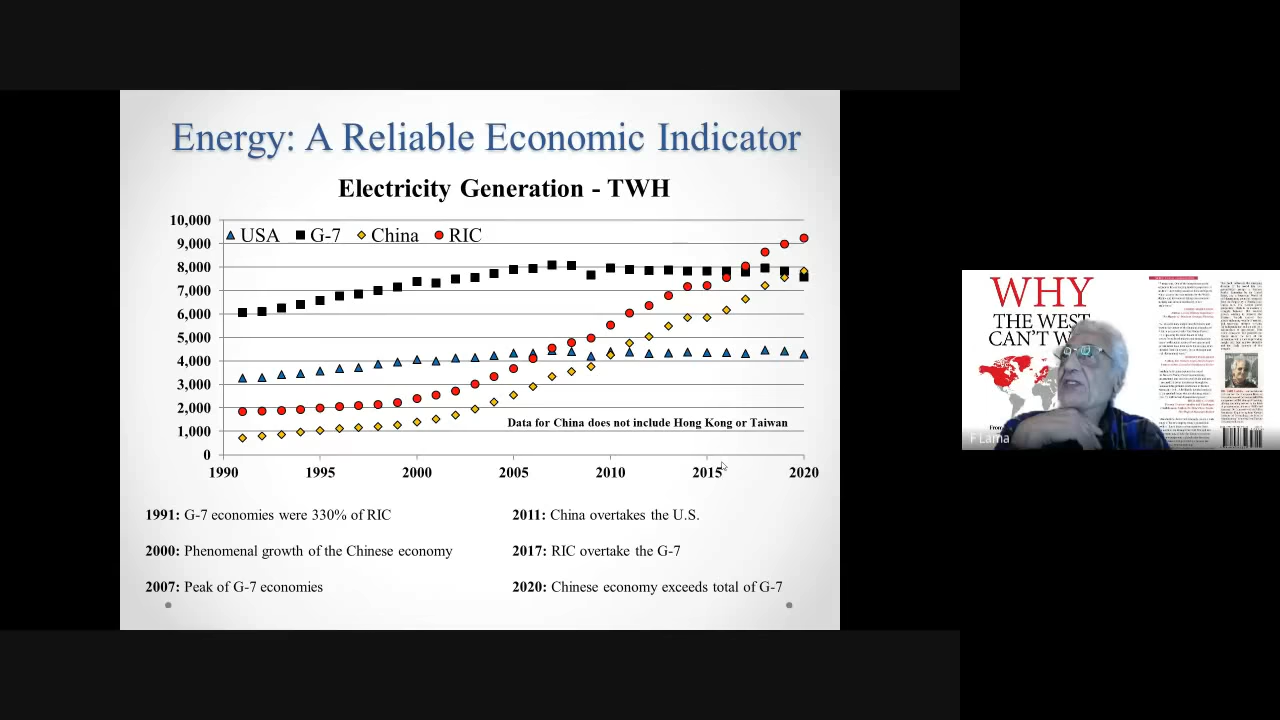 Energy: A Reliable Economic Indicator
Electricity Generation - TWH
USA G-7 China RIC
10,000
9,000
8,000
7,000
6,000
5,000
4,000
3,000
2,000
1,000
0
Data for China does not include Hong Kong or Taiwan
1990 1995 2000 2005 2010 2015 2020
1991: G-7 economies were 330% of RIC
2000: Phenomenal growth of the Chinese economy
2007: Peak of G-7 economies
2011: China overtakes the U.S.
2017: RIC overtake the G-7
2020: Chinese economy exceeds total of G-7
WHY
THE WEST
CAN'T W
F Lama